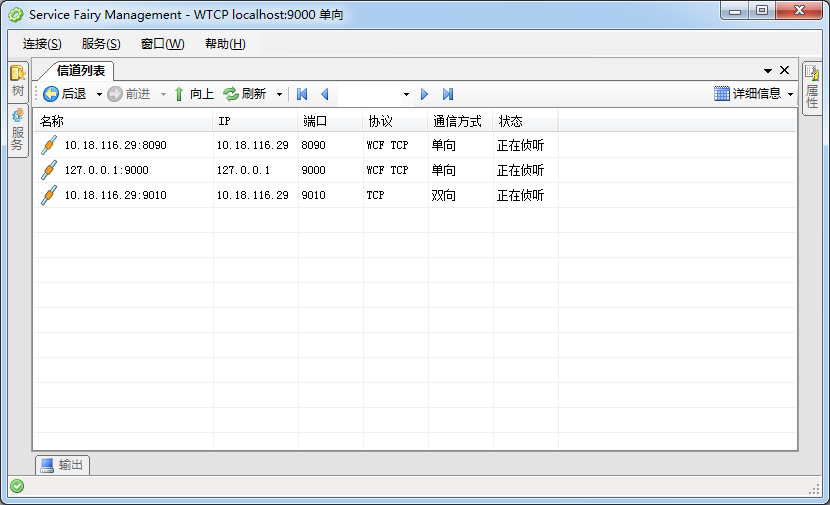 Service Fairy Management - WTCP localhost:9000 单向
连接(S) 服务(S) 窗口(W) 帮助(H)
树
服务
信道列表
后退 前进 向上 刷新 详细信息
属性
名称 IP 端口 协议 通信方式 状态
10.18.116.29:8090 10.18.116.29 8090 WCF TCP 单向 正在侦听
127.0.0.1:9000 127.0.0.1 9000 WCF TCP 单向 正在侦听
10.18.116.29:9010 10.18.116.29 9010 TCP 双向 正在侦听
输出